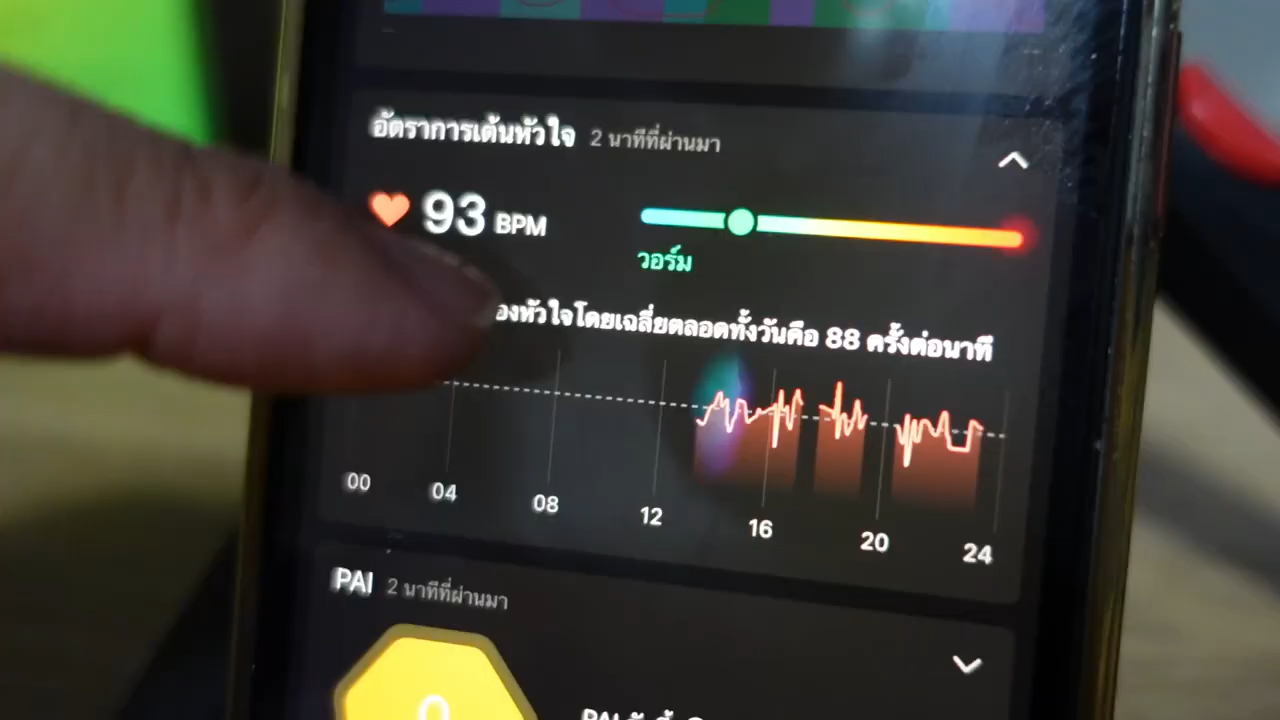 อัตราการเต้นหัวใจ 2 นาทีที่ผ่านมา
93 BPM
วอร์ม
องหัวใจโดยเฉลี่ยตลอดทั้งวันคือ 88 ครั้งต่อนาที
00 04 08 12 16 20 24
PAI 2 นาทีที่ผ่านมา